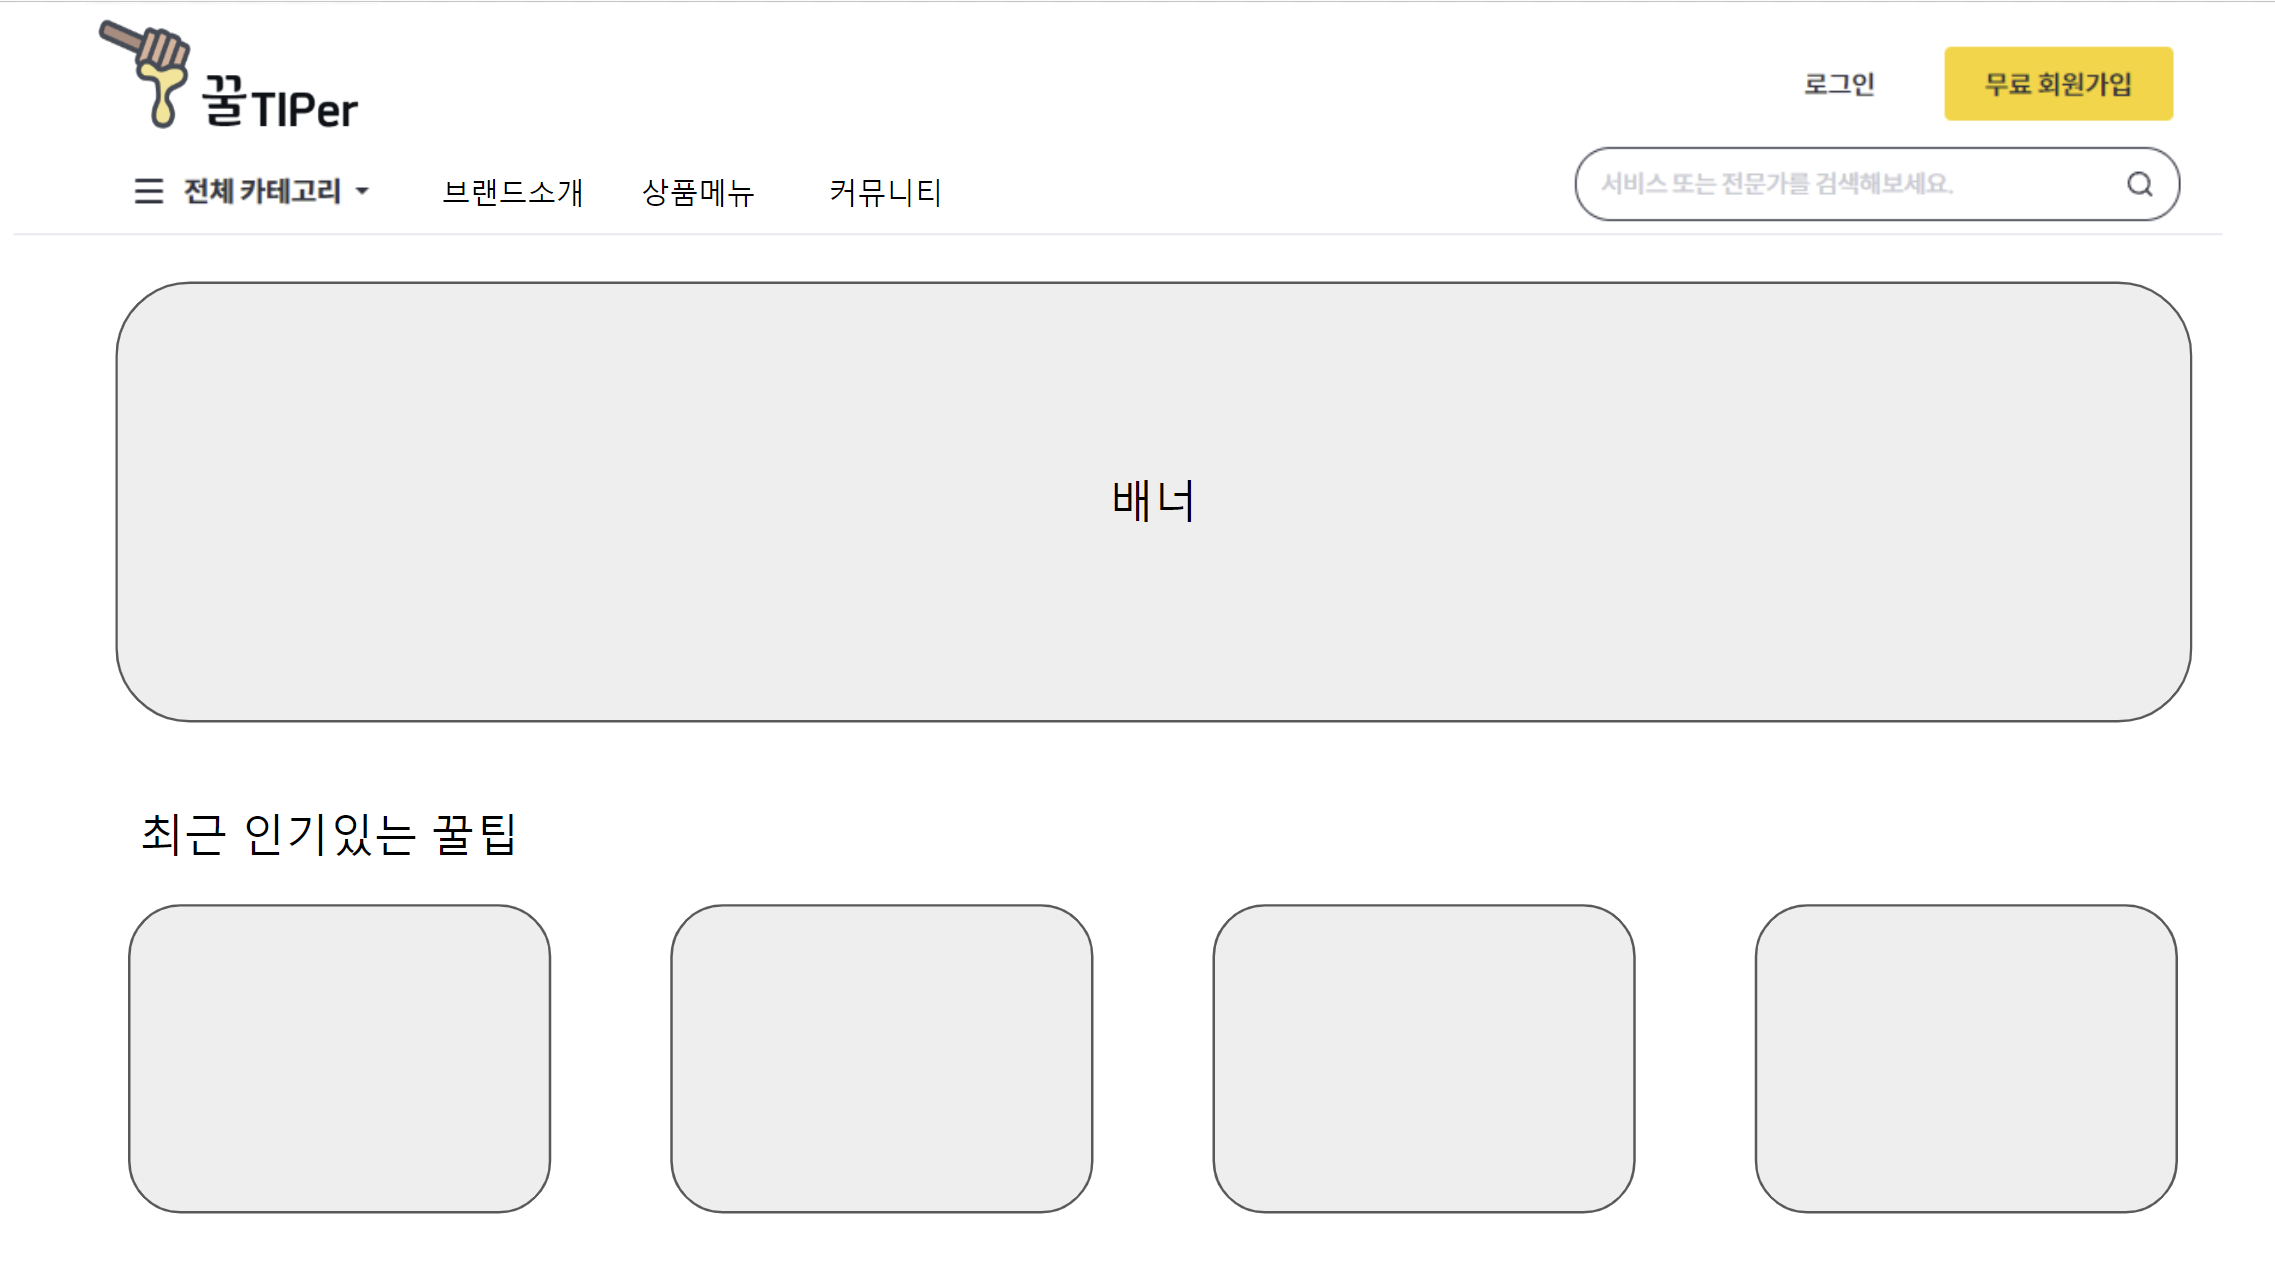 꿀TIPer
로그인
무료 회원가입
전체 카테고리
브랜드소개
상품메뉴
커뮤니티
서비스 또는 전문가를 검색해보세요.
배너
최근 인기있는 꿀팁